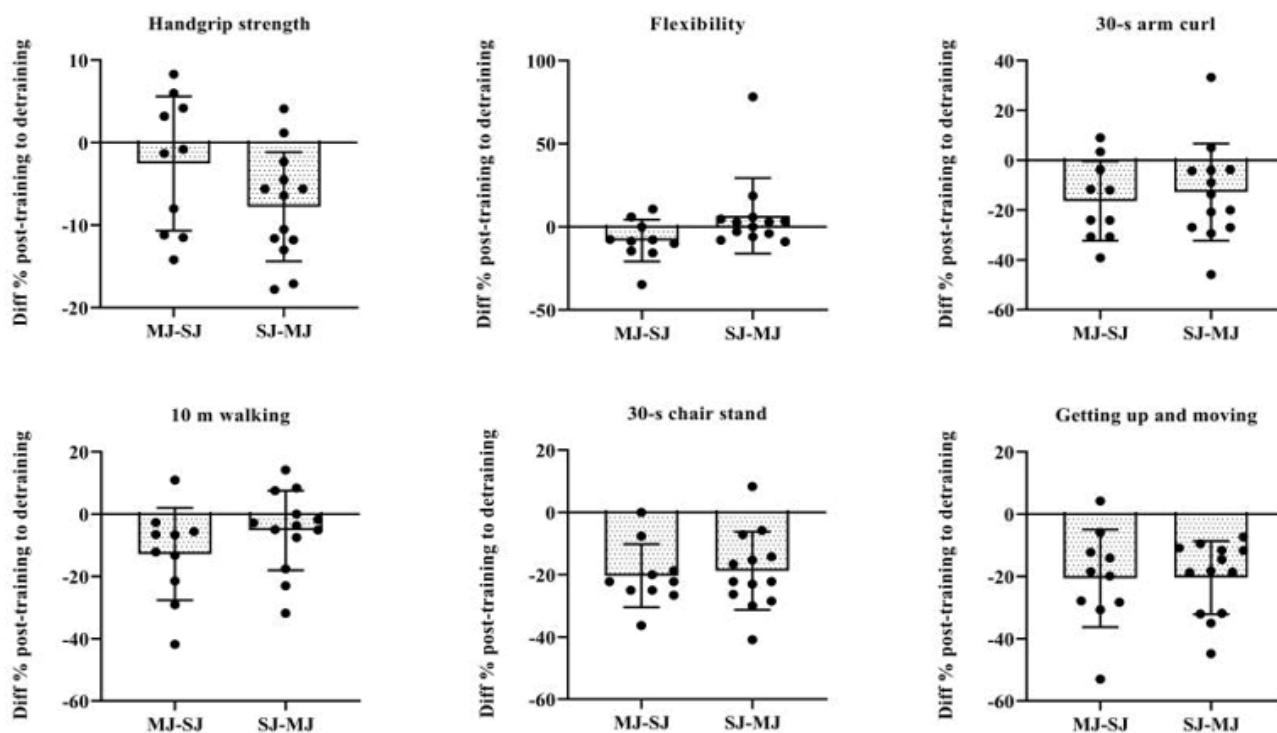 Handgrip strength
Diff % post-training to detraining
10
0
-10
-20
MJ-SJ SJ-MJ
Flexibility
Diff % post-training to detraining
100
50
0
-50
MJ-SJ SJ-MJ
30-s arm curl
Diff % post-training to detraining
40
20
0
-20
-40
-60
MJ-SJ SJ-MJ
10 m walking
Diff % post-training to detraining
20
0
-20
-40
-60
MJ-SJ SJ-MJ
30-s chair stand
Diff % post-training to detraining
20
0
-20
-40
-60
MJ-SJ SJ-MJ
Getting up and moving
Diff % post-training to detraining
20
0
-20
-40
-60
MJ-SJ SJ-MJ